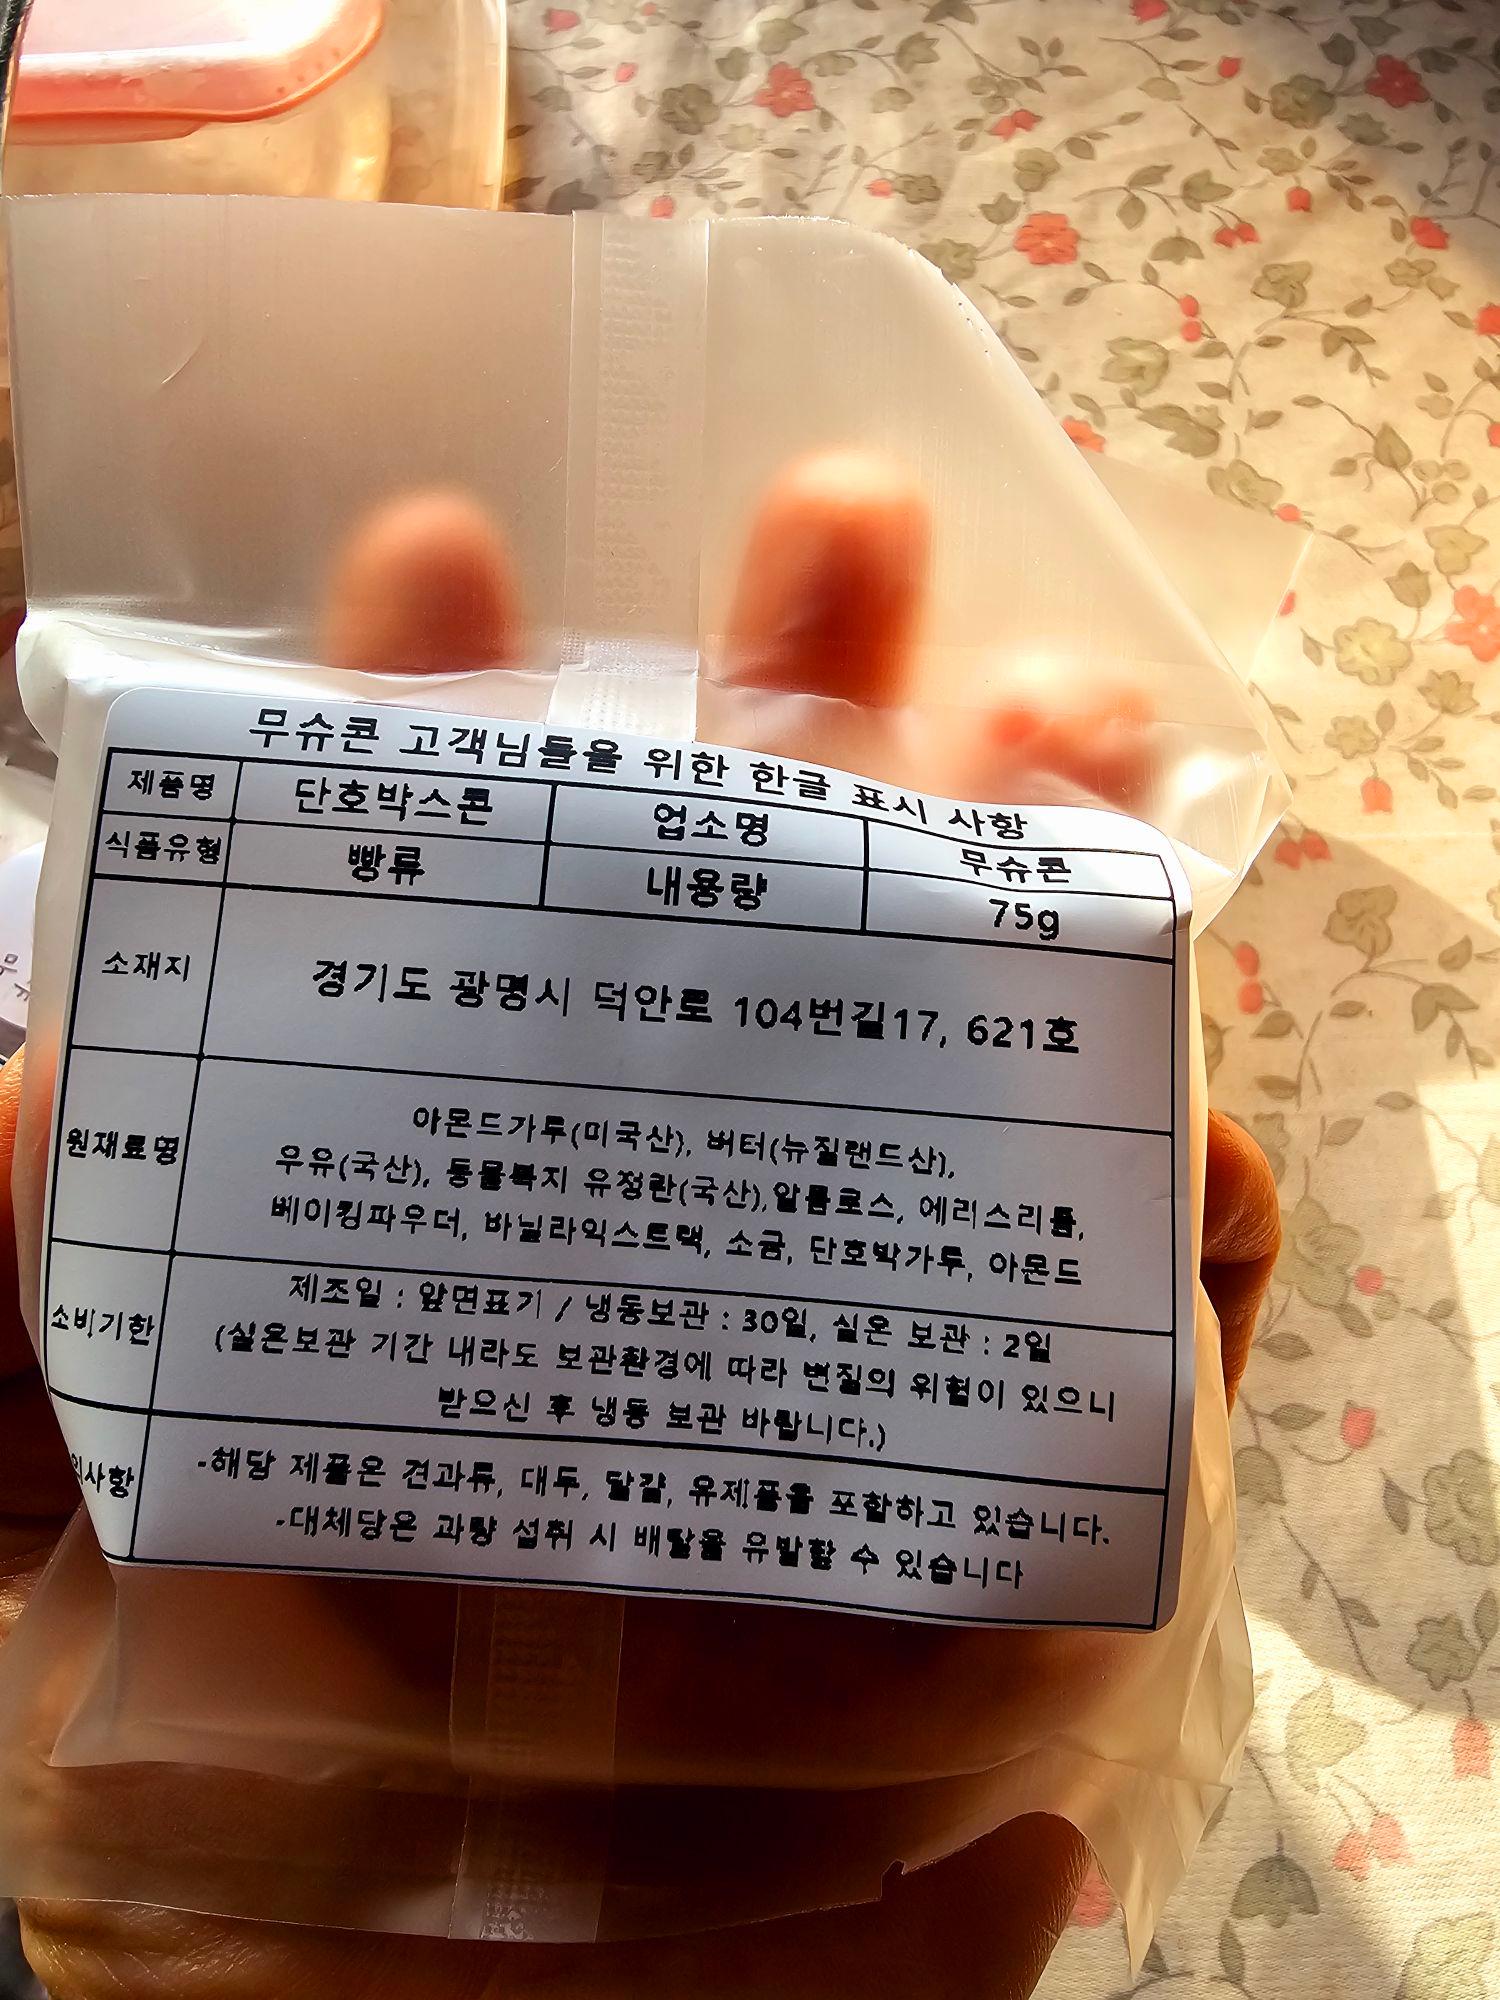 무슈콘 고객님들을 위한 한글 표시 사항
제품명 단호박스콘 업소명 무슈콘
식품유형 빵류 내용량 75g
소재지 경기도 광명시 덕안로 104번길17, 621호
원재료명
아몬드가루(미국산), 버터(뉴질랜드산),
우유(국산), 동물복지 유정란(국산),알룰로스, 에리스리톨,
베이킹파우더, 바닐라익스트랙, 소금, 단호박가루, 아몬드
소비기한
제조일 : 앞면표기 / 냉동보관 : 30일, 실온 보관 : 2일
(실온보관 기간 내라도 보관환경에 따라 변질의 위험이 있으니
받으신 후 냉동 보관 바랍니다.)
의사항
-해당 제품은 견과류, 대두, 달걀, 유제품을 포함하고 있습니다.
-대체당은 과량 섭취 시 배탈을 유발할 수 있습니다